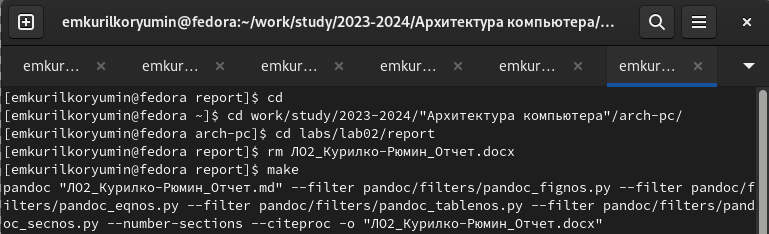 emkurilkoryumin@fedora:~/work/study/2023-2024/Архитектура компьютера/...
emkur... emkur... emkur... emkur... emkur... emkur...
[emkurilkoryumin@fedora report]$ cd
[emkurilkoryumin@fedora ~]$ cd work/study/2023-2024/"Архитектура компьютера"/arch-pc/
[emkurilkoryumin@fedora arch-pc]$ cd labs/lab02/report
[emkurilkoryumin@fedora report]$ rm ЛО2_Курилко-Рюмин_Отчет.docx
[emkurilkoryumin@fedora report]$ make
pandoc "ЛО2_Курилко-Рюмин_Отчет.md" --filter pandoc/filters/pandoc_fignos.py --filter pandoc/f
ilters/pandoc_eqnos.py --filter pandoc/filters/pandoc_tablenos.py --filter pandoc/filters/pand
oc_secnos.py --number-sections --citeproc -o "ЛО2_Курилко-Рюмин_Отчет.docx"